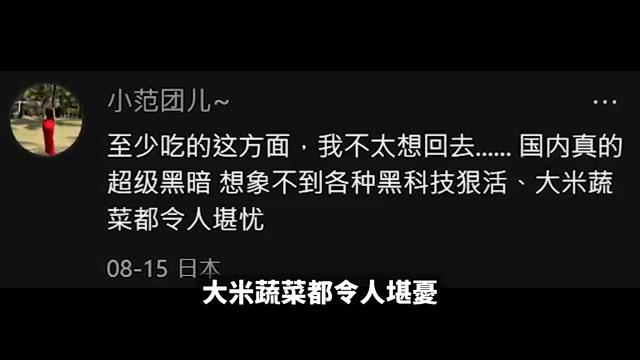 小范团儿~
...
至少吃的这方面，我不太想回去...... 国内真的
超级黑暗 想象不到各种黑科技狠活、大米蔬
菜都令人堪忧
08-15 日本
大米蔬菜都令人堪憂